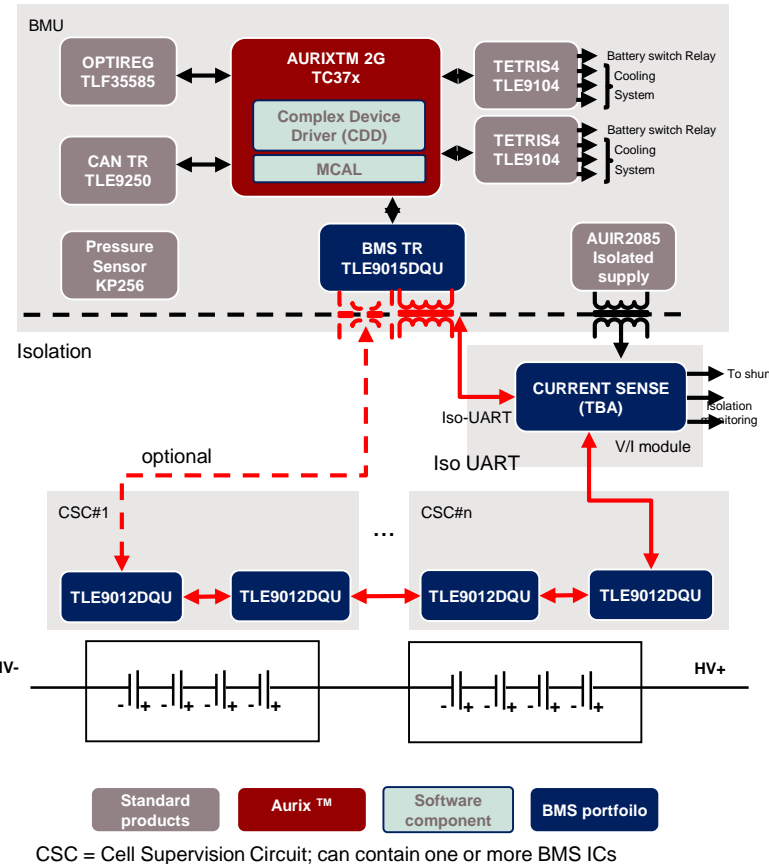 BMU
OPTIREG
TLF35585
AURIXTM 2G
TC37x
Complex Device
Driver (CDD)
MCAL
TETRIS4
TLE9104
Battery switch Relay
Cooling
System
CAN TR
TLE9250
TETRIS4
TLE9104
Battery switch Relay
Cooling
System
Pressure
Sensor
KP256
BMS TR
TLE9015DQU
AUIR2085
Isolated
supply
Isolation
CURRENT SENSE
(TBA)
To shun
Isolation
monitoring
Iso-UART
V/I module
optional
Iso UART
CSC#1
...
CSC#n
TLE9012DQU
TLE9012DQU
TLE9012DQU
TLE9012DQU
HV-
HV+
- + - + - + - +
- + - + - + - +
Standard
products
Aurix ™
Software
component
BMS portfoilo
CSC = Cell Supervision Circuit; can contain one or more BMS ICs